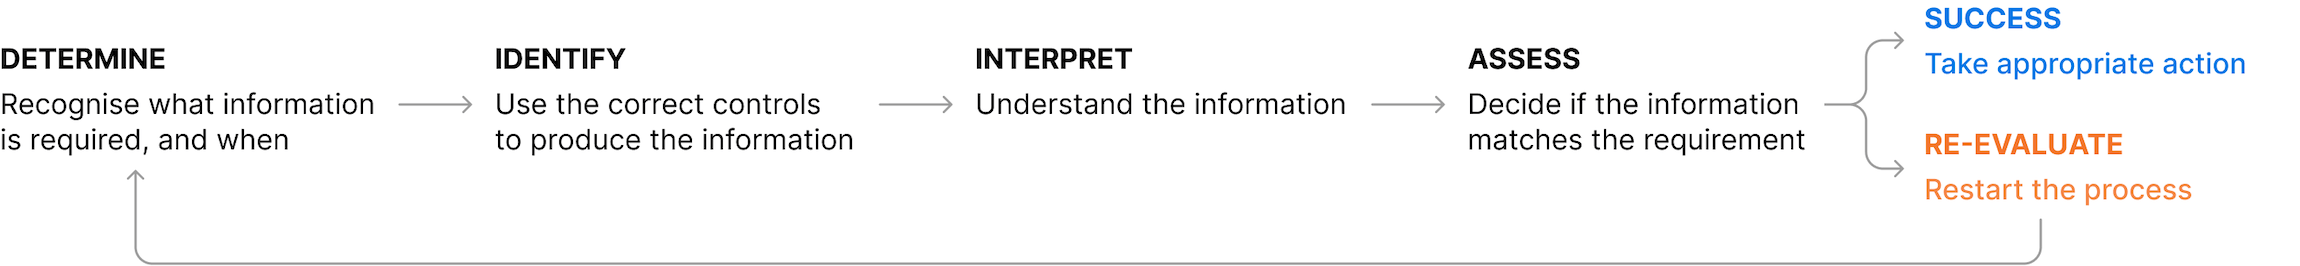 DETERMINE
Recognise what information
is required, and when
IDENTIFY
Use the correct controls
to produce the information
INTERPRET
Understand the information
ASSESS
Decide if the information
matches the requirement
SUCCESS
Take appropriate action
RE-EVALUATE
Restart the process